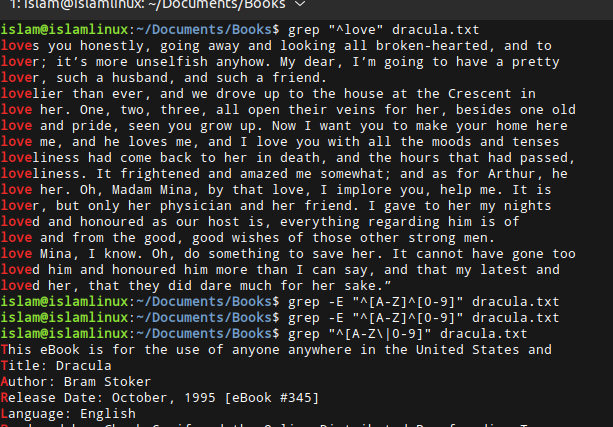 1: islam@islamlinux: ~/Documents/Books
islam@islamlinux:~/Documents/Books$ grep "^love" dracula.txt
loves you honestly, going away and looking all broken-hearted, and to
lover; it’s more unselfish anyhow. My dear, I’m going to have a pretty
lover, such a husband, and such a friend.
lovelier than ever, and we drove up to the house at the Crescent in
love her. One, two, three, all open their veins for her, besides one old
love and pride, seen you grow up. Now I want you to make your home here
love me, and he loves me, and I love you with all the moods and tenses
loveliness had come back to her in death, and the hours that had passed,
loveliness. It frightened and amazed me somewhat; and as for Arthur, he
love her. Oh, Madam Mina, by that love, I implore you, help me. It is
lover, but only her physician and her friend. I gave to her my nights
loved and honoured as our host is, everything regarding him is of
love and from the good, good wishes of those other strong men.
love Mina, I know. Oh, do something to save her. It cannot have gone too
loved him and honoured him more than I can say, and that my latest and
loved her, that they did dare much for her sake.”
islam@islamlinux:~/Documents/Books$ grep -E "^[A-Z]^[0-9]" dracula.txt
islam@islamlinux:~/Documents/Books$ grep -E "^[A-Z]^[0-9]" dracula.txt
islam@islamlinux:~/Documents/Books$ grep "^[A-Z\|0-9]" dracula.txt
This eBook is for the use of anyone anywhere in the United States and
Title: Dracula
Author: Bram Stoker
Release Date: October, 1995 [eBook #345]
Language: English